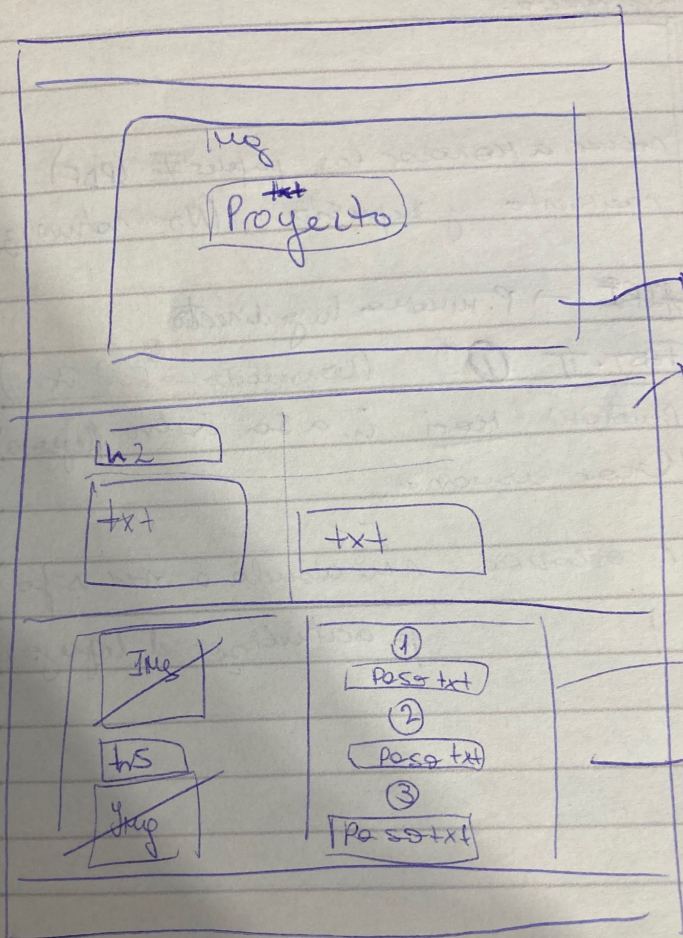 Img
txt
Proyecto
h2
txt
txt
Img
h5
Img
1
Paso txt
2
Paso txt
3
Paso txt